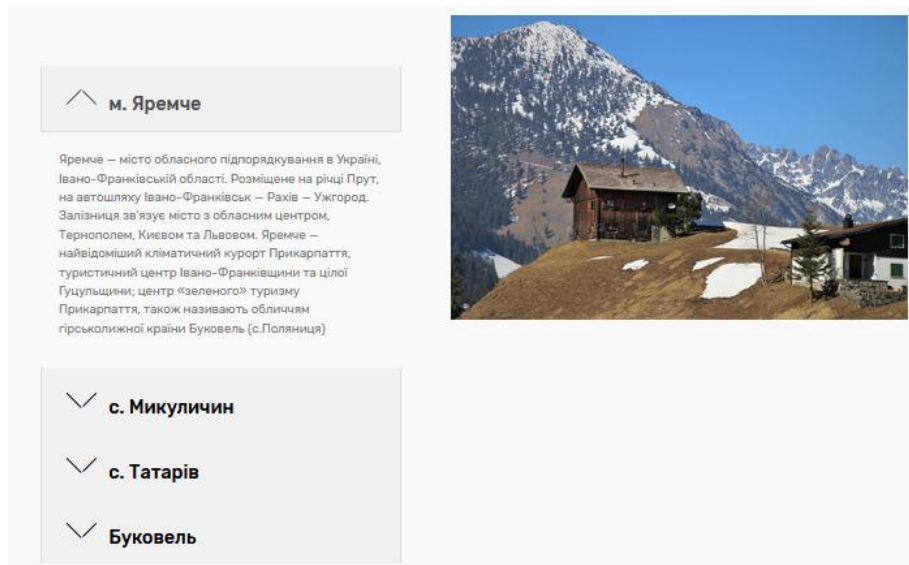 м. Яремче
Яремче – місто обласного підпорядкування в Україні,
Івано-Франківській області. Розміщене на річці Прут,
на автошляху Івано-Франківськ – Рахів – Ужгород.
Залізниця зв'язує місто з обласним центром,
Тернополем, Києвом та Львовом. Яремче –
найвідоміший кліматичний курорт Прикарпаття,
туристичний центр Івано-Франківщини та цілої
Гуцульщини; центр «зеленого» туризму
Прикарпаття, також називають обличчям
гірськолижної країни Буковель (с.Поляниця)
с. Микуличин
с. Татарів
Буковель